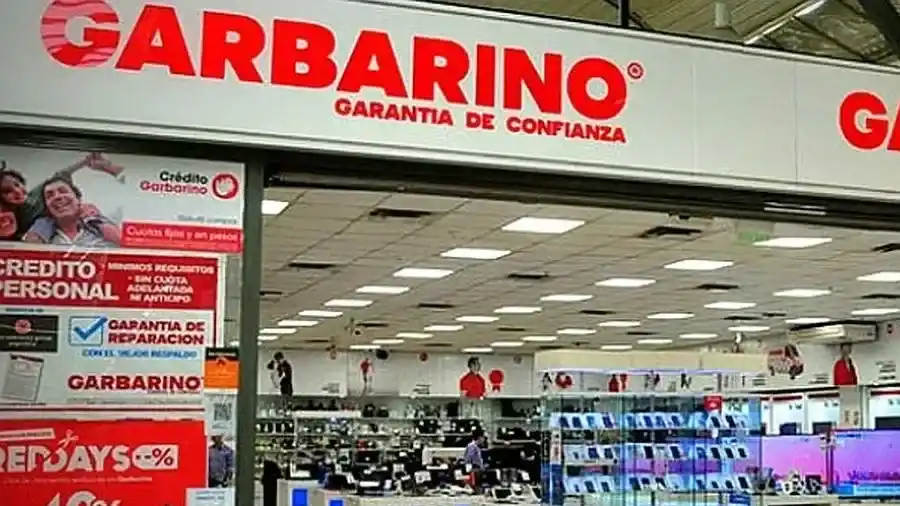 GARBARINO
GARANTIA DE CONFIANZA
GA
Crédito
Garbarino
Cuotas fijas y en pesos
CREDITO
PERSONAL
• MINIMOS REQUISITOS
• SIN CUOTA
ADELANTADA
NI ANTICIPO
GARANTIA DE
REPARACION
CON EL MEJOR RESPALDO
GARBARINO
REDDAYS %